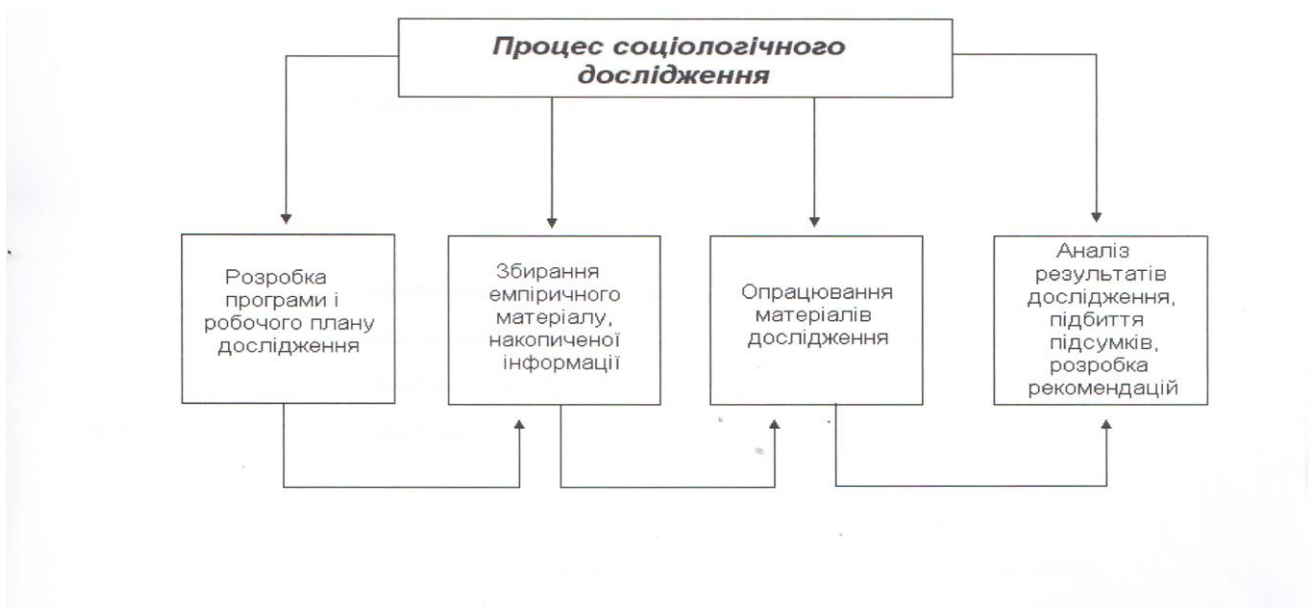 Процес соціологічного
дослідження
Розробка
програми і
робочого плану
дослідження
Збирання
емпіричного
матеріалу,
накопиченої
інформації
Опрацювання
матеріалів
дослідження
Аналіз
результатів
дослідження,
підбиття
підсумків,
розробка
рекомендацій